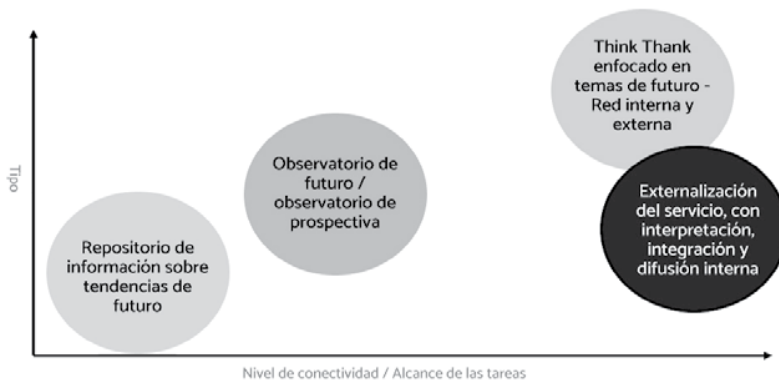 Think Thank
enfocado en
temas de futuro -
Red interna y
externa
Tipo
Observatorio de
futuro /
observatorio de
prospectiva
Externalización
del servicio, con
interpretación,
integración y
difusión interna
Repositorio de
información sobre
tendencias de
futuro
Nivel de conectividad / Alcance de las tareas